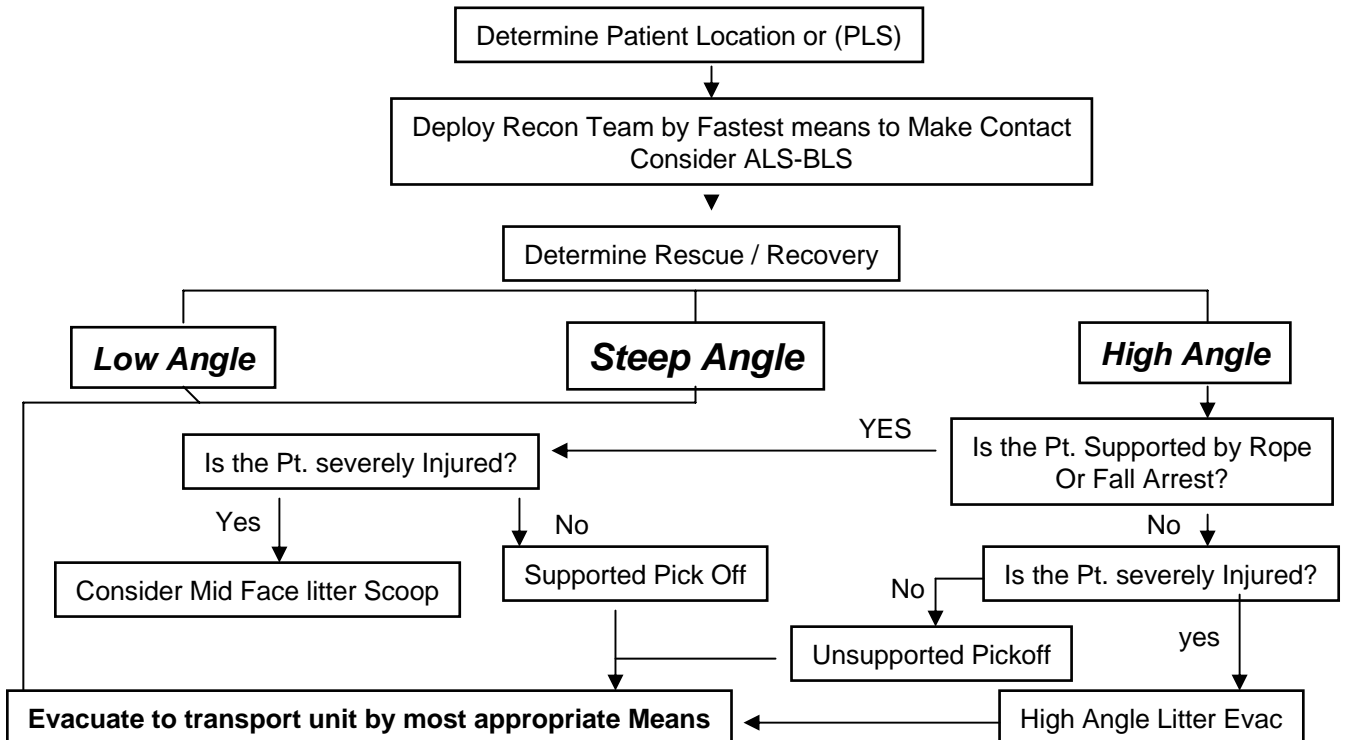 Determine Patient Location or (PLS)
Deploy Recon Team by Fastest means to Make Contact
Consider ALS-BLS
Determine Rescue / Recovery
Low Angle
Steep Angle
High Angle
YES
Is the Pt. severely Injured?
Is the Pt. Supported by Rope
Or Fall Arrest?
Yes
No
No
Consider Mid Face litter Scoop
Supported Pick Off
Is the Pt. severely Injured?
No
Unsupported Pickoff
yes
Evacuate to transport unit by most appropriate Means
High Angle Litter Evac